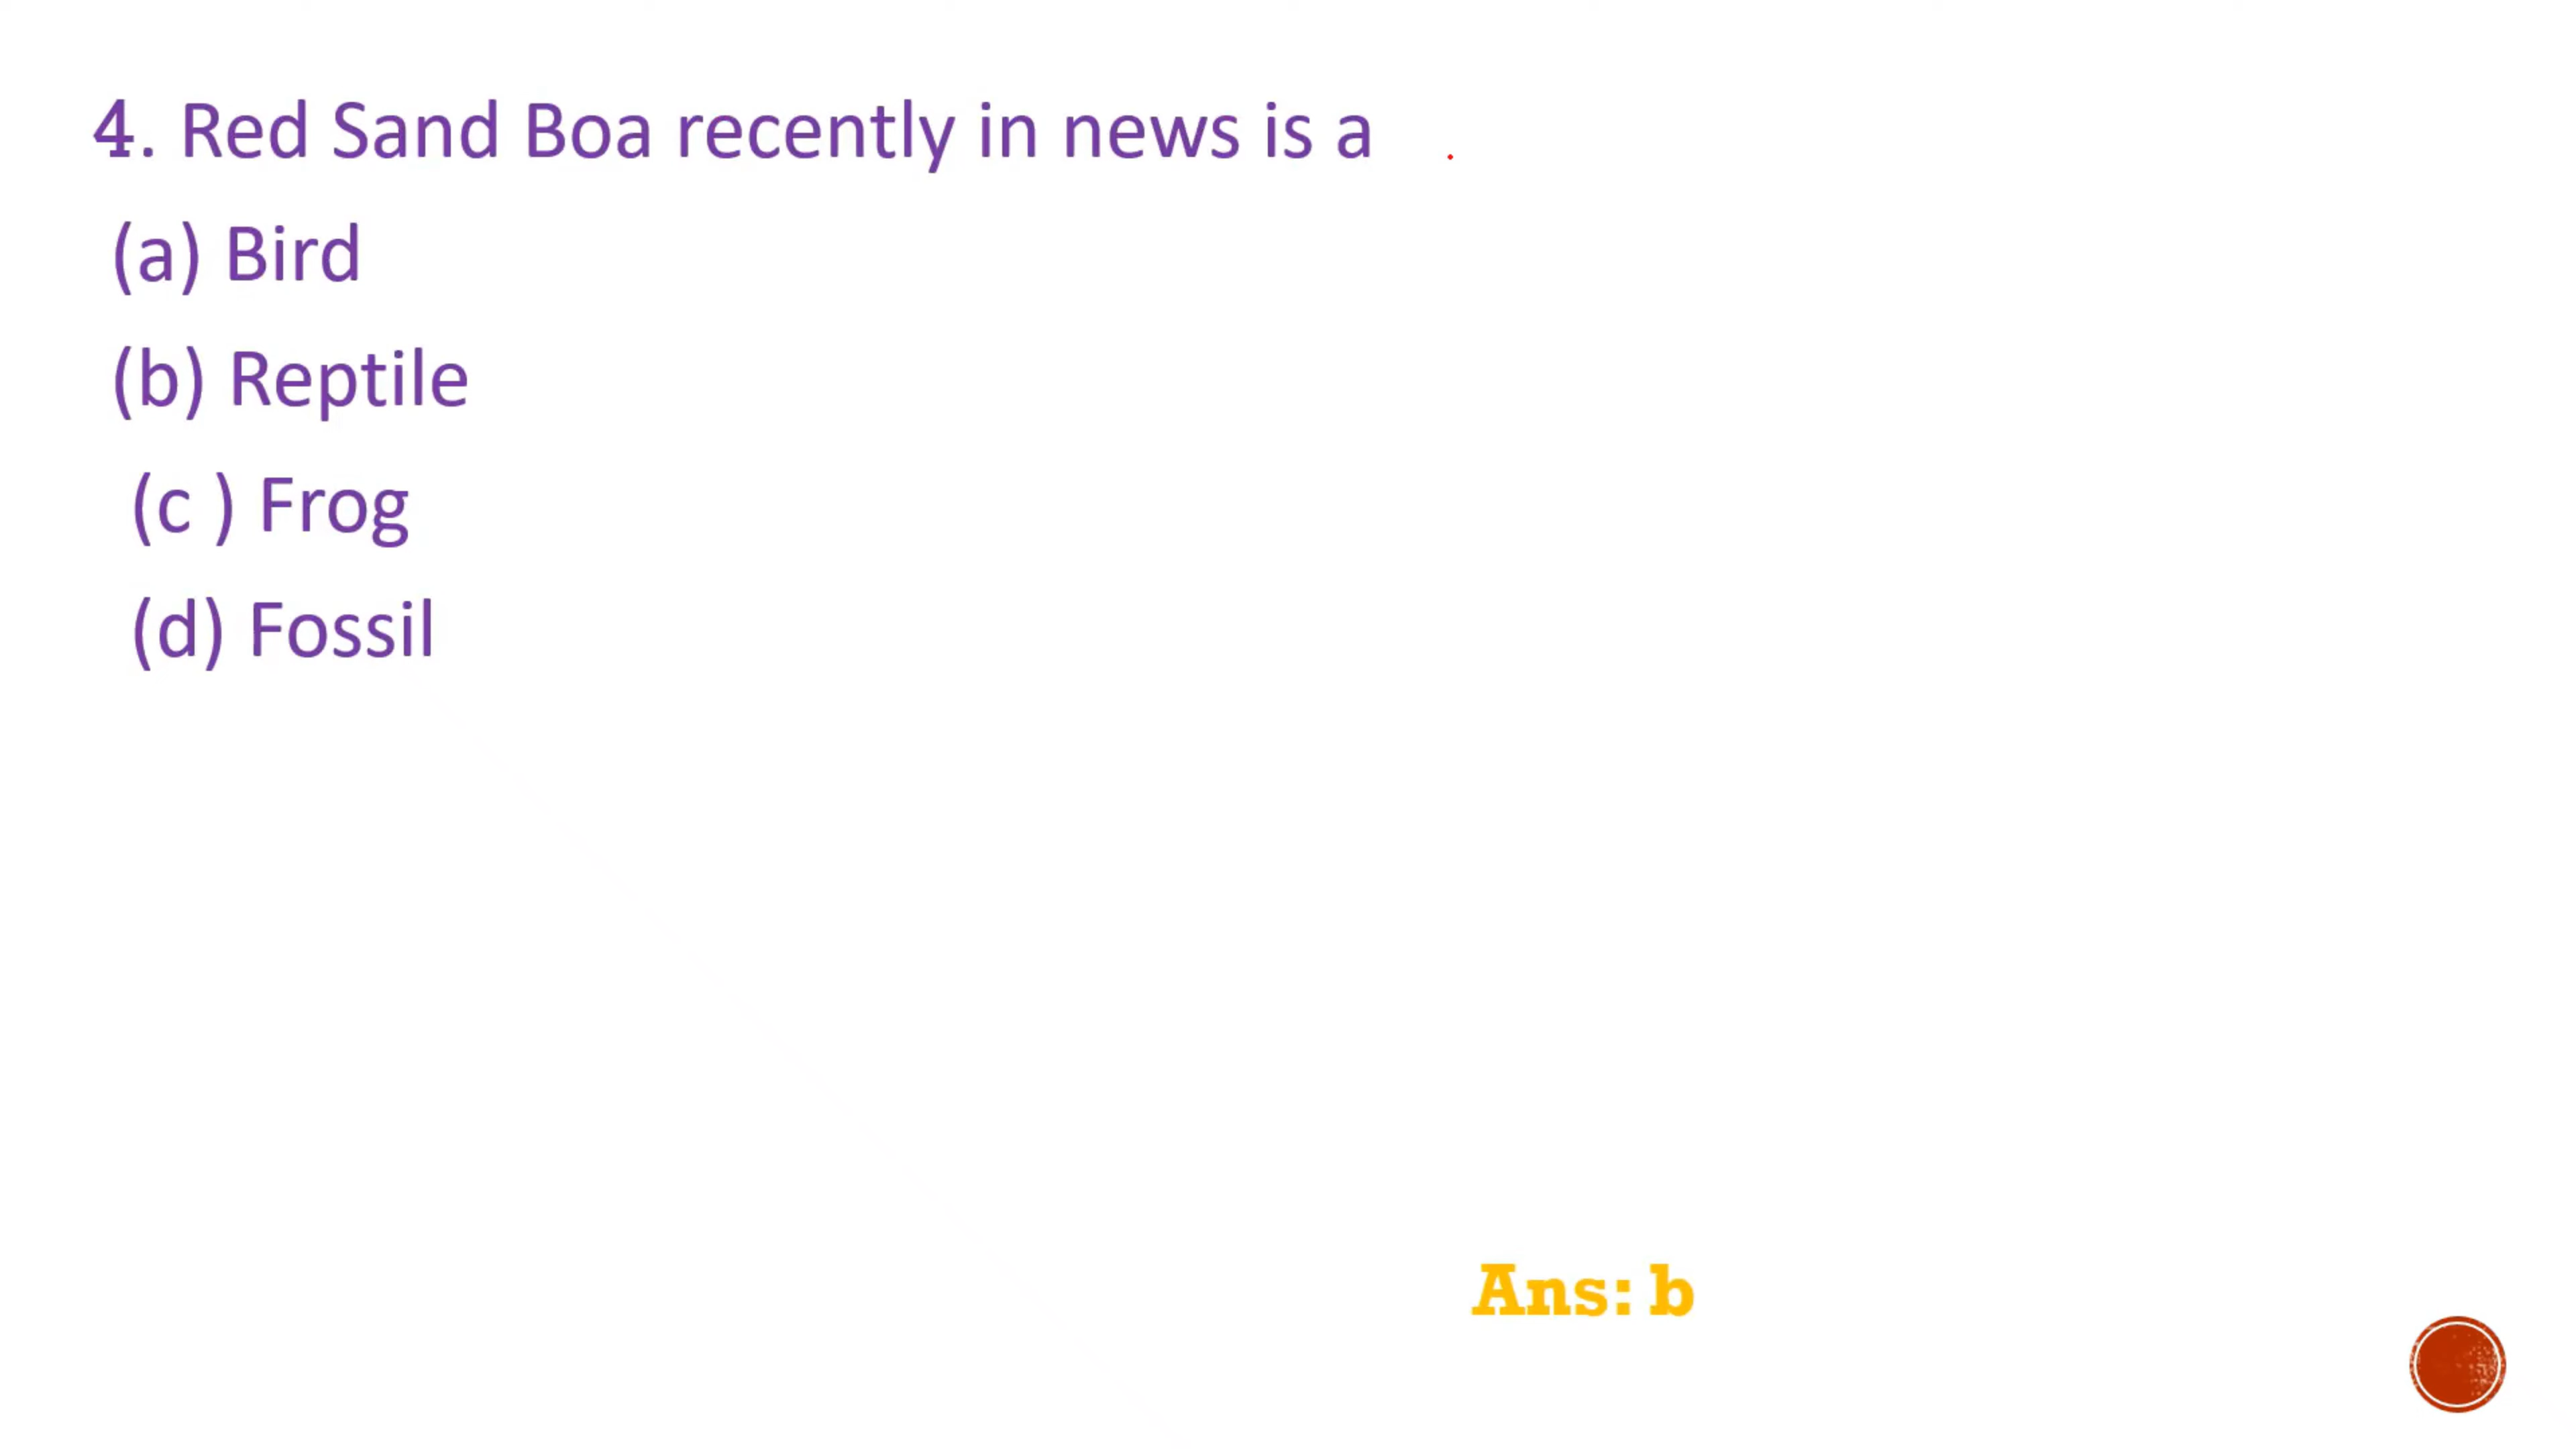 4. Red Sand Boa recently in news is a
(a) Bird
(b) Reptile
(c ) Frog
(d) Fossil
Ans: b